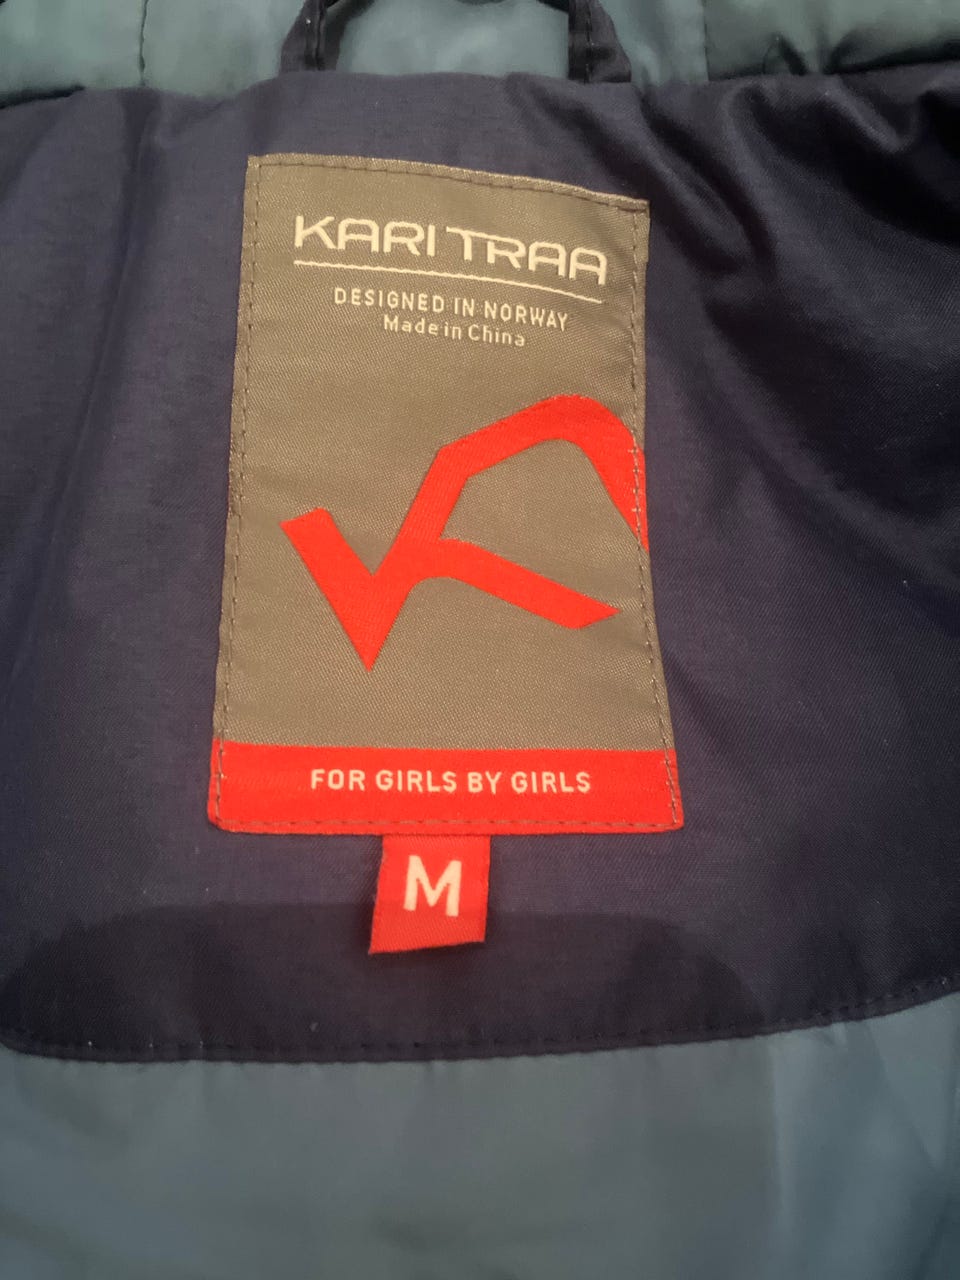 KARI TRAA
DESIGNED IN NORWAY
Made in China
FOR GIRLS BY GIRLS
M